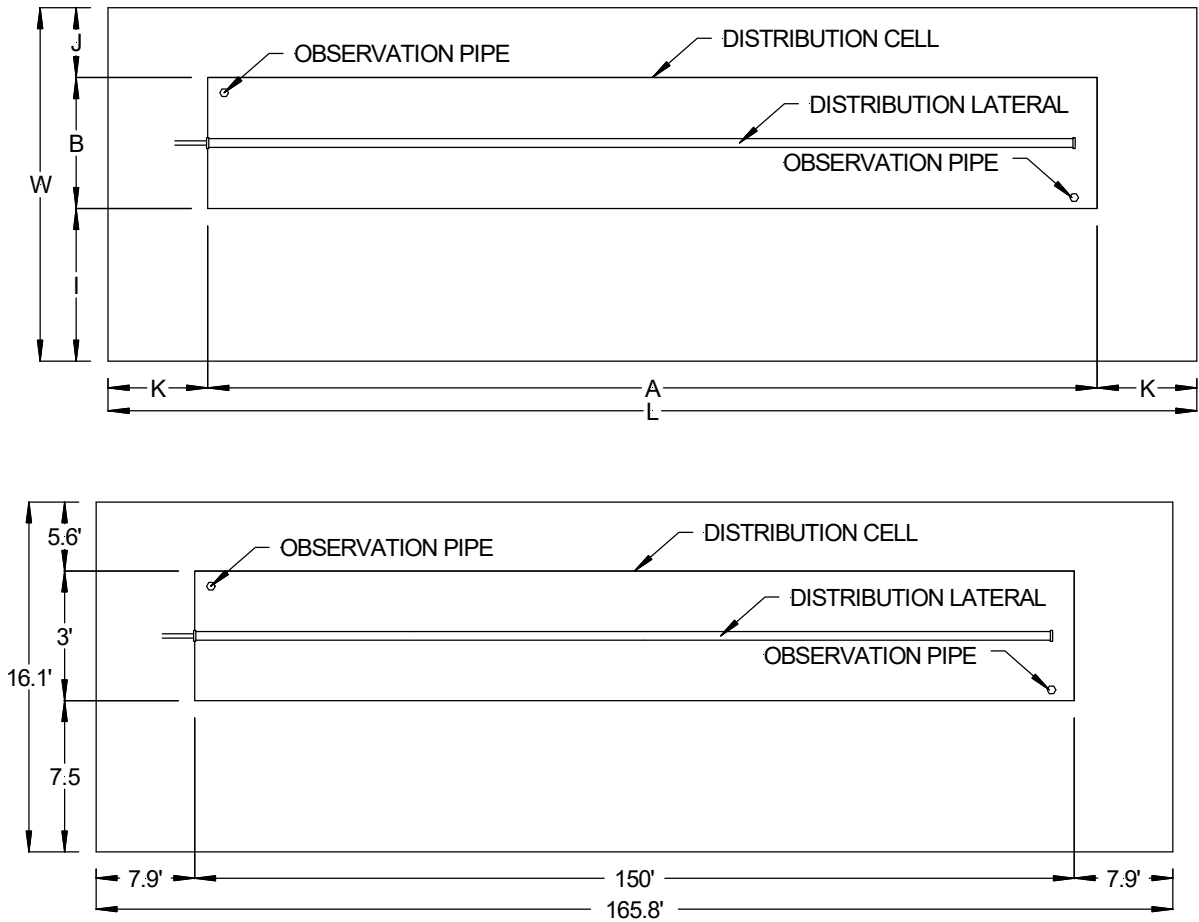 J
OBSERVATION PIPE
DISTRIBUTION CELL
B
DISTRIBUTION LATERAL
OBSERVATION PIPE
W
I
K
A
K
L
5.6'
OBSERVATION PIPE
DISTRIBUTION CELL
3'
DISTRIBUTION LATERAL
OBSERVATION PIPE
16.1'
7.5
7.9'
150'
7.9'
165.8'